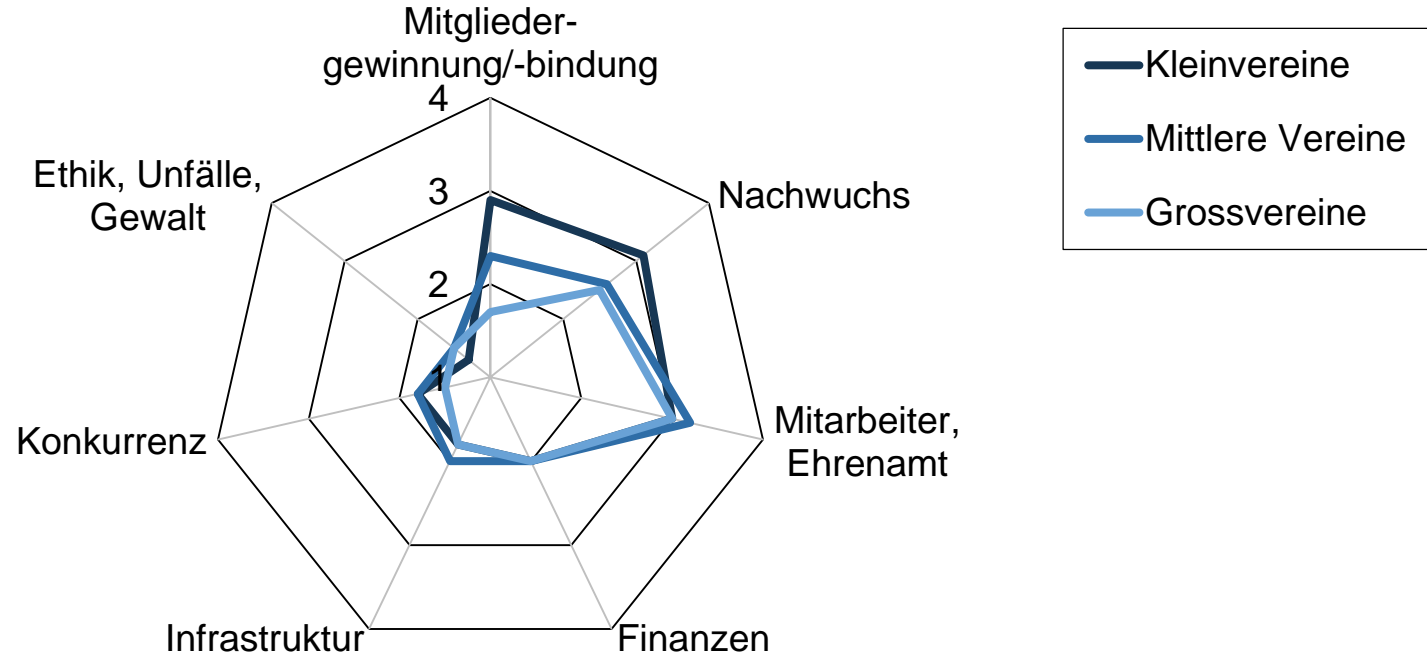 Mitglieder-
gewinnung/-bindung
4
3
2
1
Nachwuchs
Mitarbeiter,
Ehrenamt
Finanzen
Infrastruktur
Konkurrenz
Ethik, Unfälle,
Gewalt
Kleinvereine
Mittlere Vereine
Grossvereine